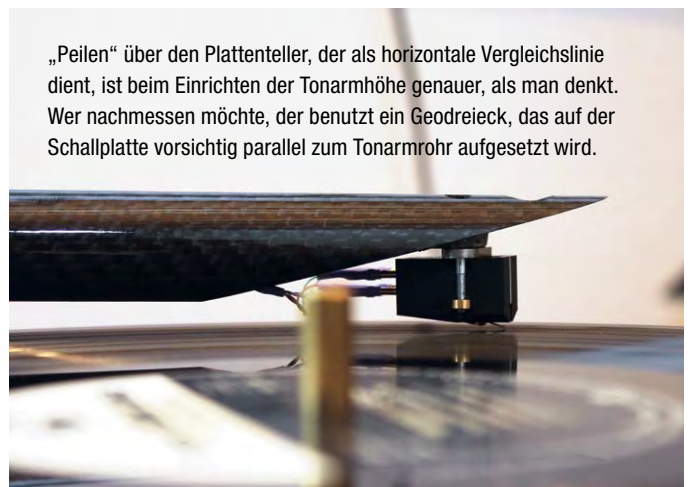 „Peilen“ über den Plattenteller, der als horizontale Vergleichslinie
dient, ist beim Einrichten der Tonarmhöhe genauer, als man denkt.
Wer nachmessen möchte, der benutzt ein Geodreieck, das auf der
Schallplatte vorsichtig parallel zum Tonarmrohr aufgesetzt wird.